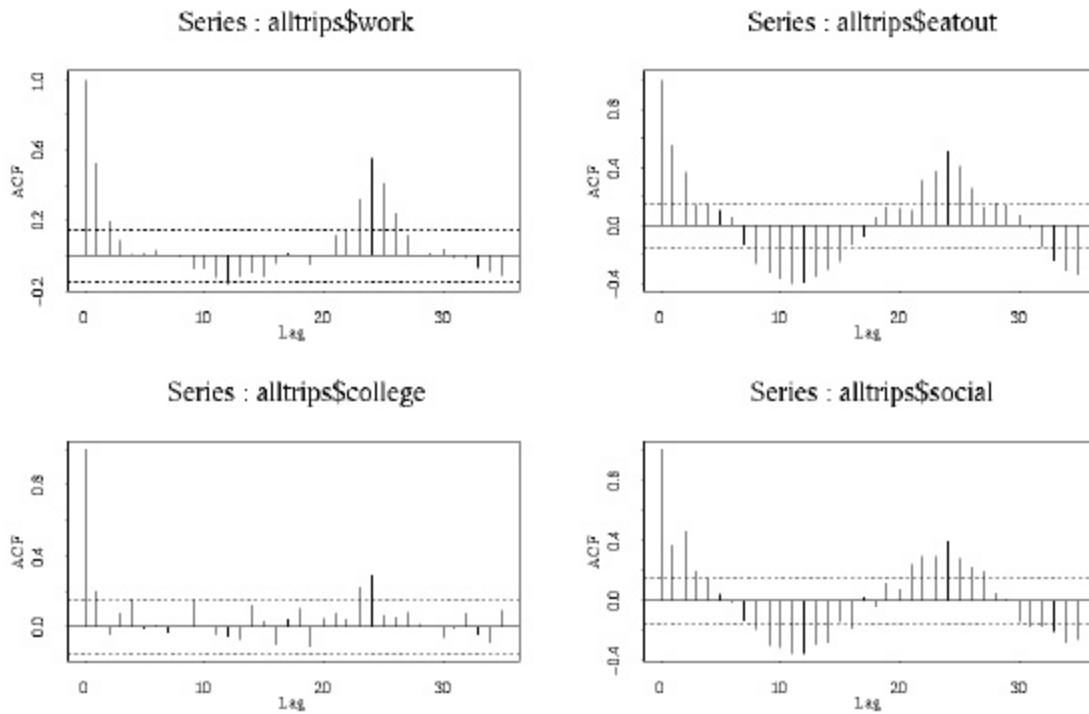 Series : alltrips$work
ACF
1.0
0.6
0.2
-0.2
0
10
20
30
Lag
Series : alltrips$eatout
ACF
0.8
0.4
0.0
-0.4
0
10
20
30
Lag
Series : alltrips$college
ACF
0.8
0.4
0.0
0
10
20
30
Lag
Series : alltrips$social
ACF
0.8
0.4
0.0
-0.4
0
10
20
30
Lag